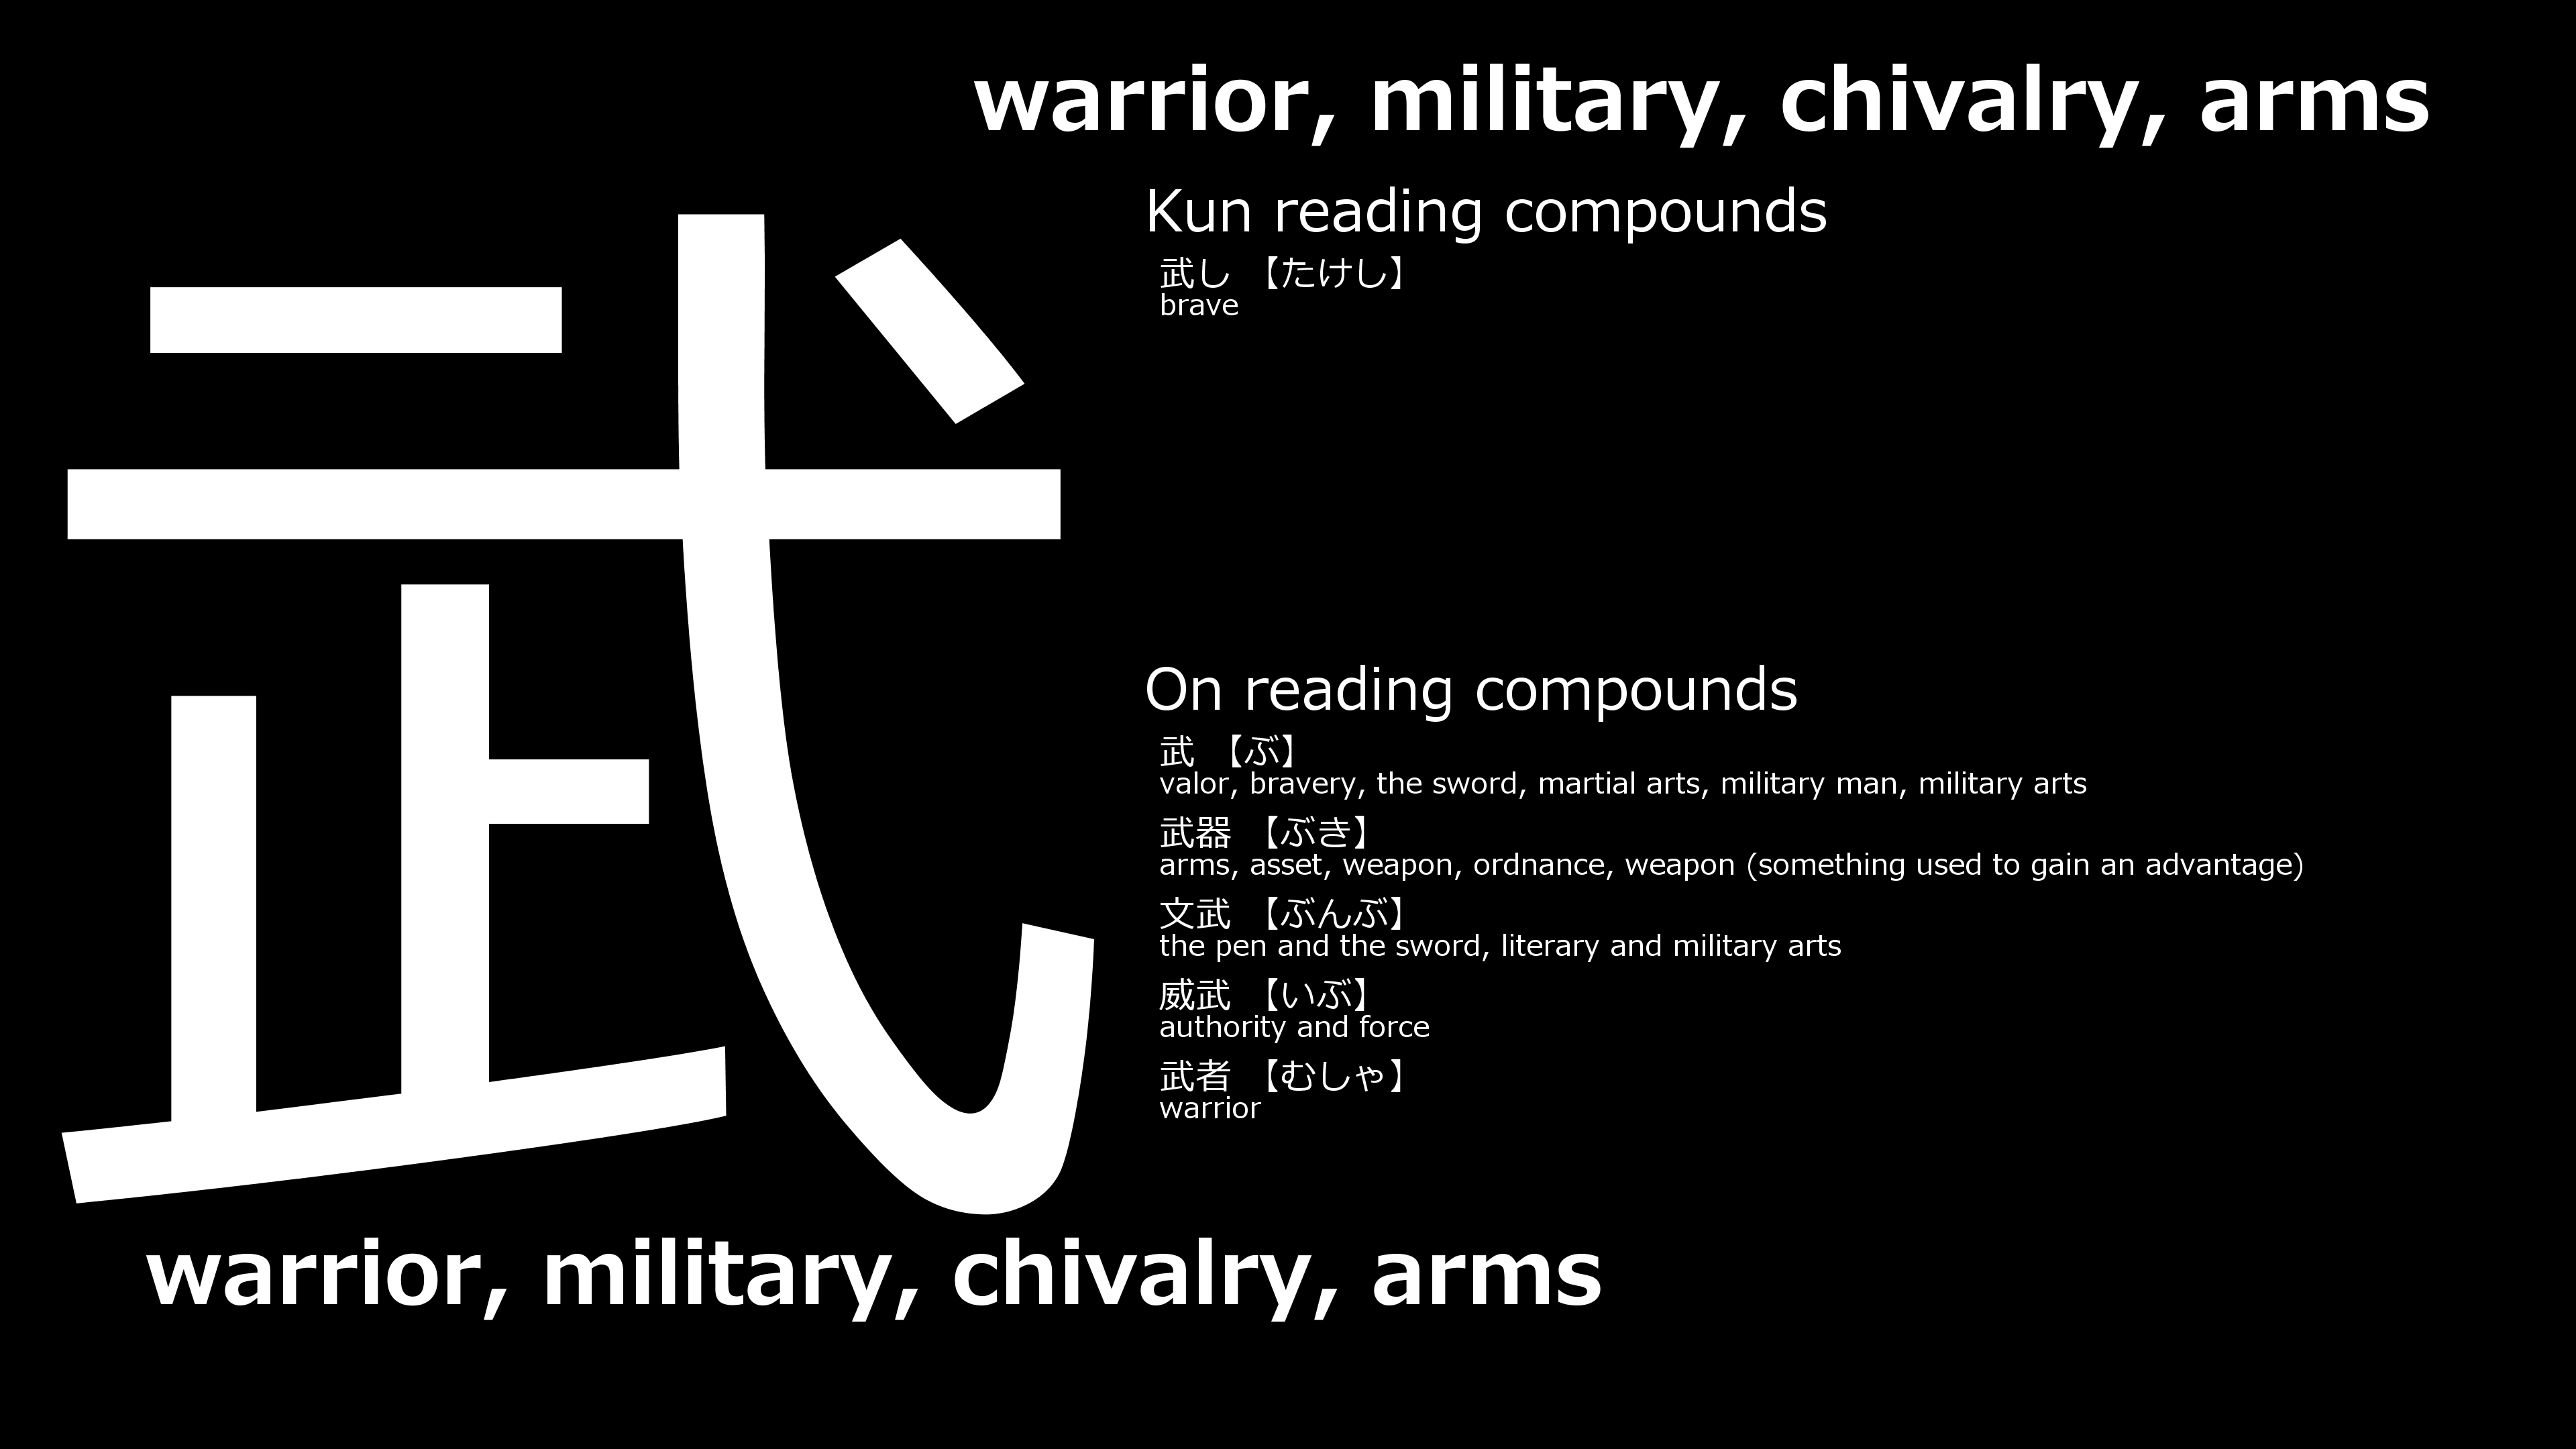 warrior, military, chivalry, arms
武
Kun reading compounds
武し 【たけし】
brave
On reading compounds
武 【ぶ】
valor, bravery, the sword, martial arts, military man, military arts
武器 【ぶき】
arms, asset, weapon, ordnance, weapon (something used to gain an advantage)
文武 【ぶんぶ】
the pen and the sword, literary and military arts
威武 【いぶ】
authority and force
武者 【むしゃ】
warrior
warrior, military, chivalry, arms